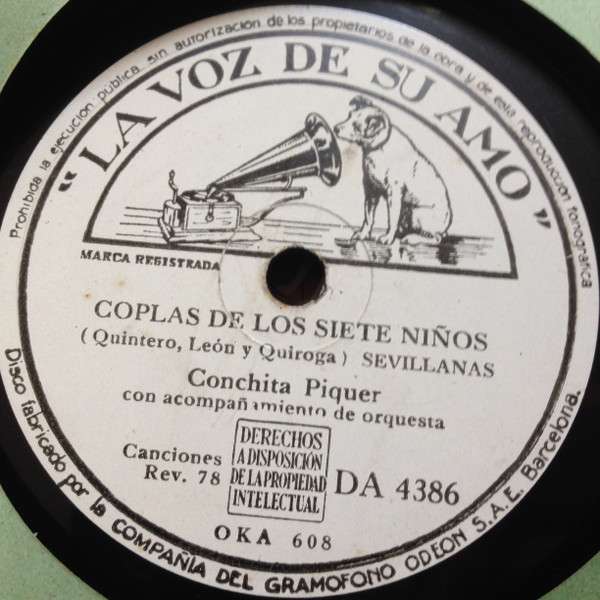 Prohibida la ejecución pública sin autorización de los propietarios de la obra y de esta reproducción fonográfica
"LA VOZ DE SU AMO"
MARCA REGISTRADA
COPLAS DE LOS SIETE NIÑOS
(Quintero, León y Quiroga) SEVILLANAS
Conchita Piquer
con acompañamiento de orquesta
Canciones
Rev. 78
DERECHOS
A DISPOSICIÓN
DE LA PROPIEDAD
INTELECTUAL
DA 4386
OKA 608
Disco fabricado por la COMPAÑÍA DEL GRAMOFONO ODEON S.A.E. Barcelona.